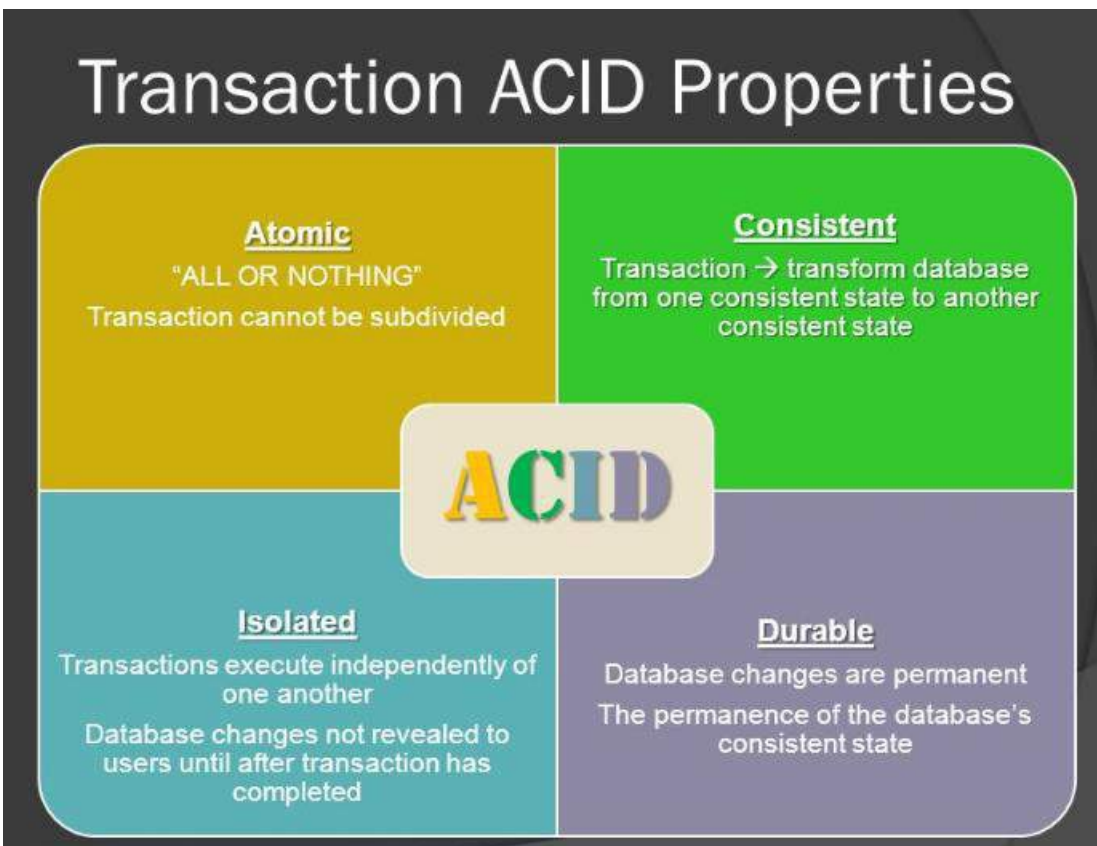 Transaction ACID Properties
Atomic
“ALL OR NOTHING”
Transaction cannot be subdivided
Consistent
Transaction → transform database
from one consistent state to another
consistent state
ACID
Isolated
Transactions execute independently of
one another
Database changes not revealed to
users until after transaction has
completed
Durable
Database changes are permanent
The permanence of the database’s
consistent state